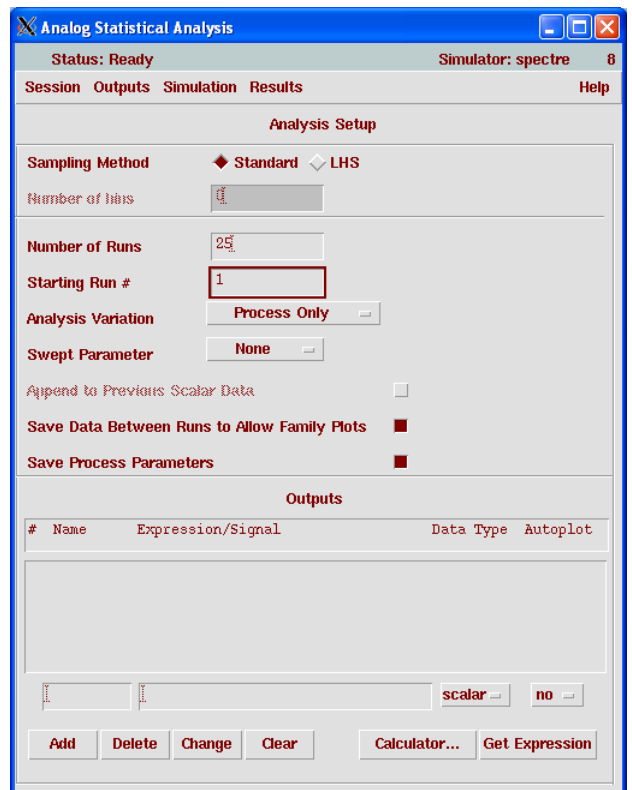 Analog Statistical Analysis
Status: Ready Simulator: spectre 8
Session Outputs Simulation Results Help
Analysis Setup
Sampling Method Standard LHS
Number of bins 0
Number of Runs 25
Starting Run # 1
Analysis Variation Process Only
Swept Parameter None
Append to Previous Scalar Data
Save Data Between Runs to Allow Family Plots
Save Process Parameters
Outputs
# Name Expression/Signal Data Type Autoplot
scalar no
Add Delete Change Clear Calculator... Get Expression